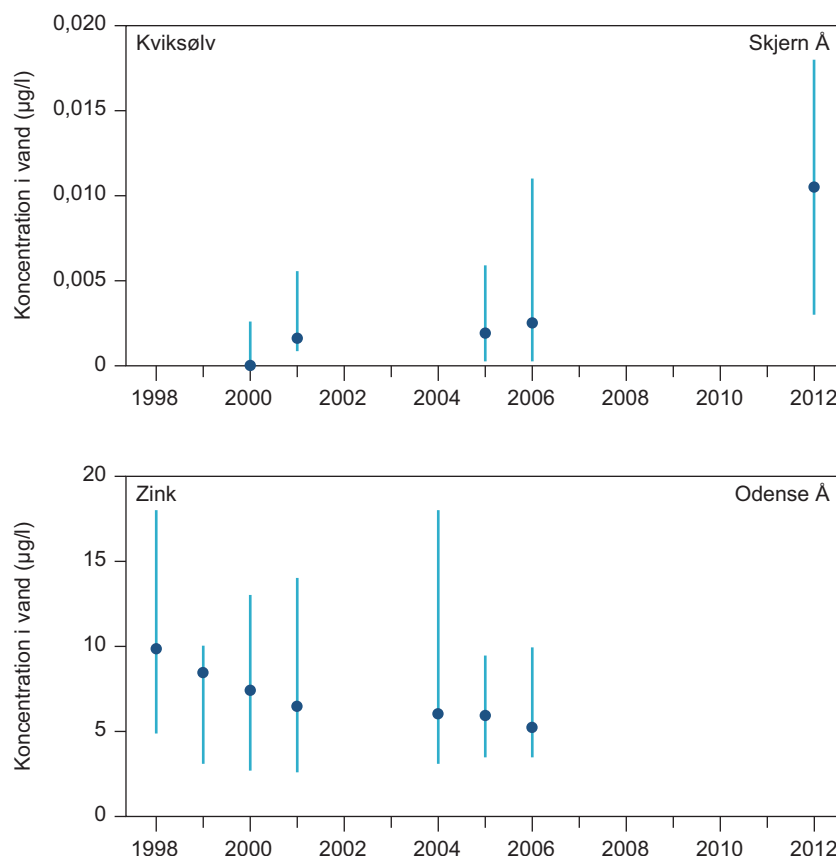 Kviksølv
Skjern Å
Koncentration i vand (µg/l)
0,020
0,015
0,010
0,005
0
1998 2000 2002 2004 2006 2008 2010 2012
Zink
Odense Å
Koncentration i vand (µg/l)
20
15
10
5
0
1998 2000 2002 2004 2006 2008 2010 2012